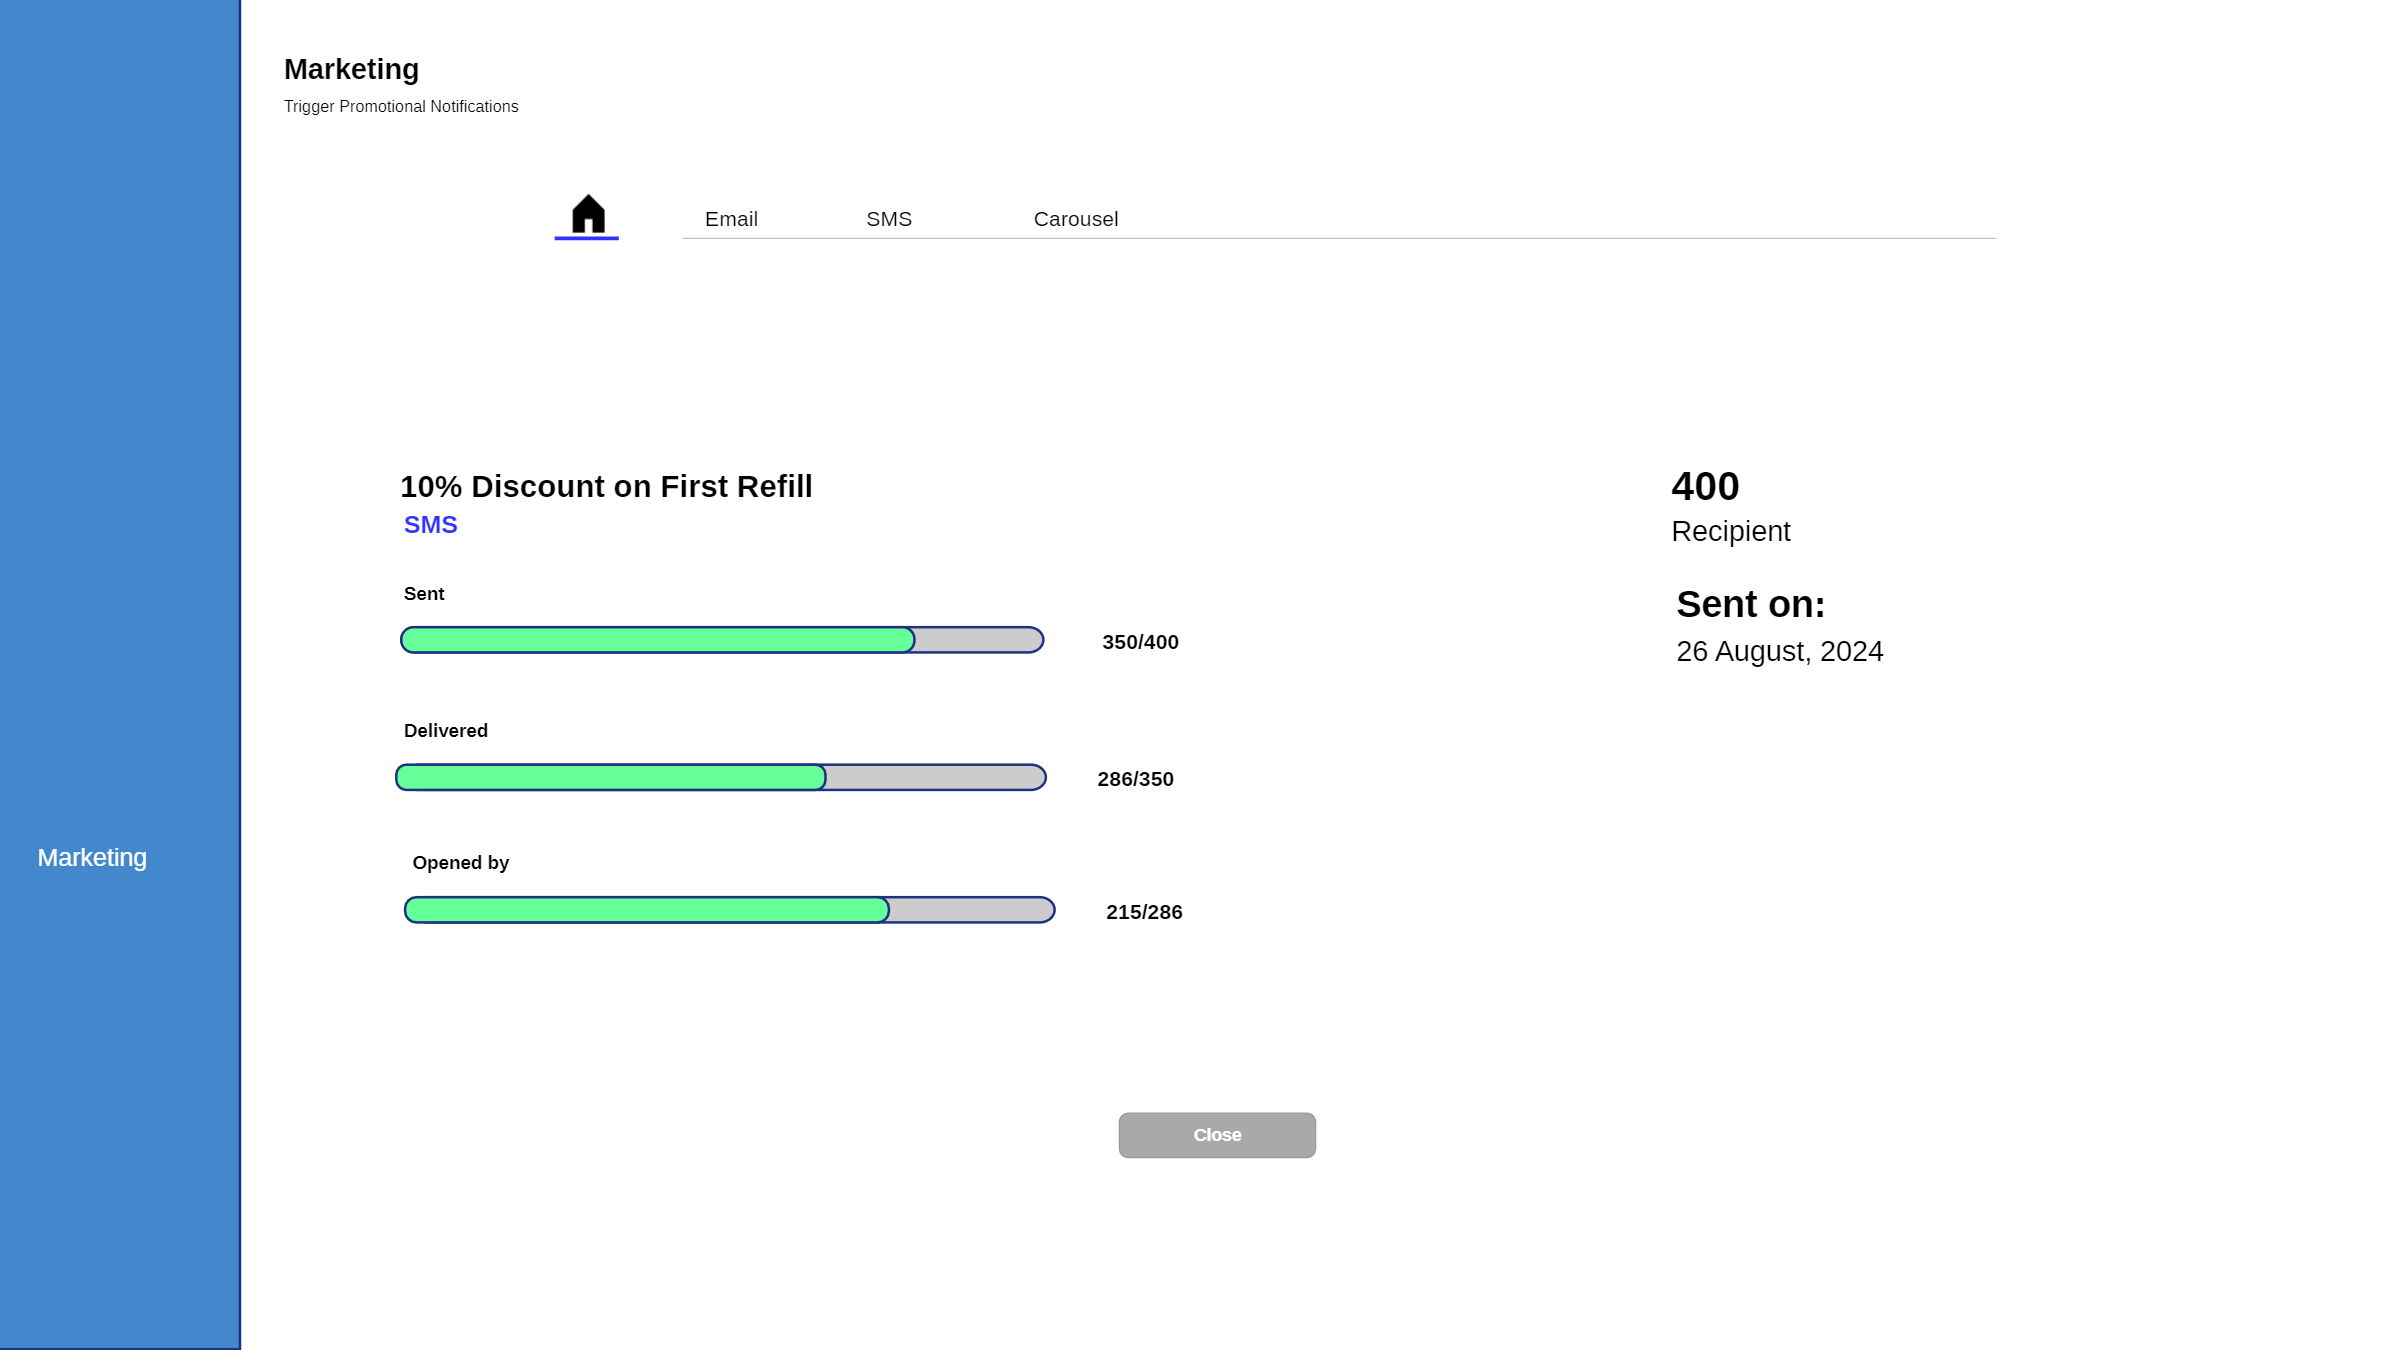 Marketing
Trigger Promotional Notifications
Email
SMS
Carousel
10% Discount on First Refill
SMS
400
Recipient
Sent
350/400
Sent on:
26 August, 2024
Delivered
286/350
Marketing
Opened by
215/286
Close